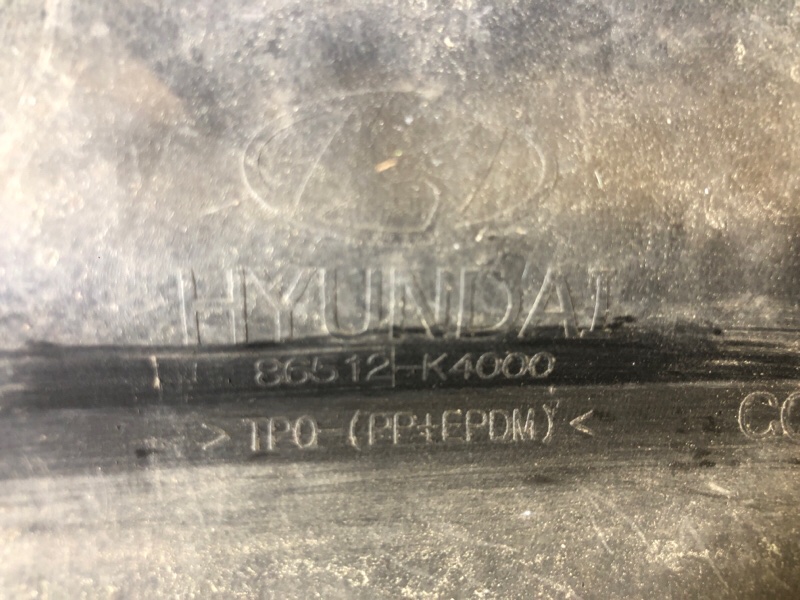 HYUNDAI
86512-K4000
>TPO-(PP+EPDM)<